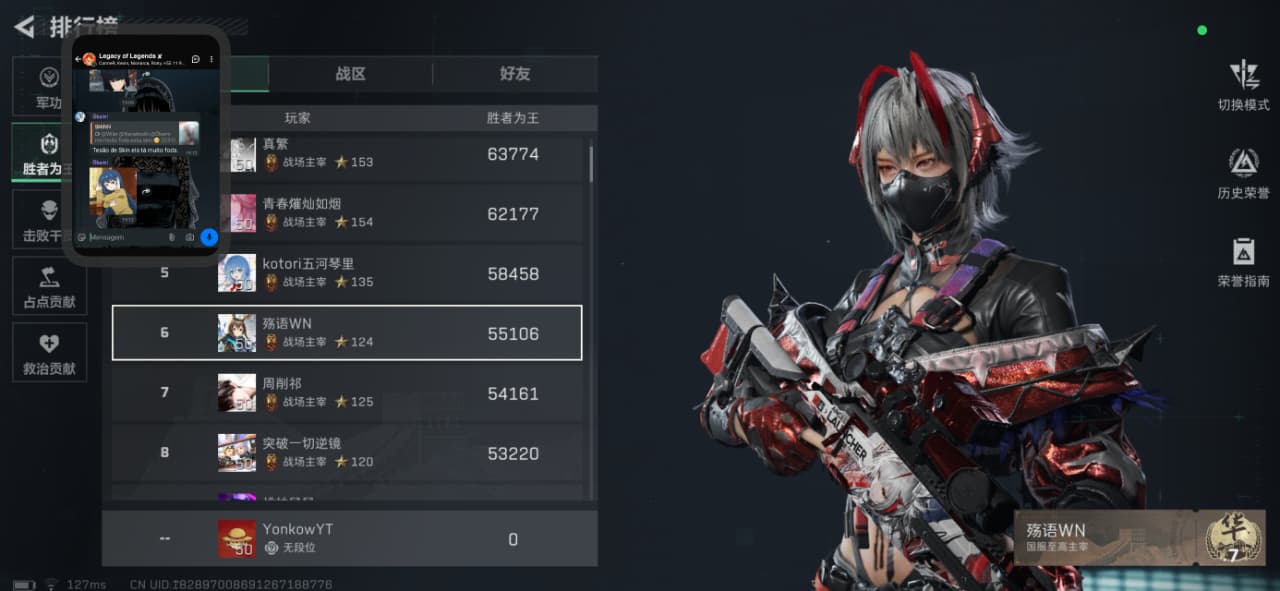 排行榜
Legacy of Legends
军功
胜者为王
击败干
占点贡献
救治贡献
战区
好友
玩家
胜者为王
真繁
战场主宰 153
63774
青春熣灿如烟
战场主宰 154
62177
5
kotori五河琴里
战场主宰 135
58458
6
殇语WN
战场主宰 124
55106
7
周削祁
战场主宰 125
54161
8
突破一切逆镜
战场主宰 120
53220
--
YonkowYT
无段位
0
50
Tesão de Skin ela tá muito foda.
Mensagem
切换模式
历史荣誉
荣誉指南
LAUNCHER
殇语WN
国服至高主宰
华
7
127ms